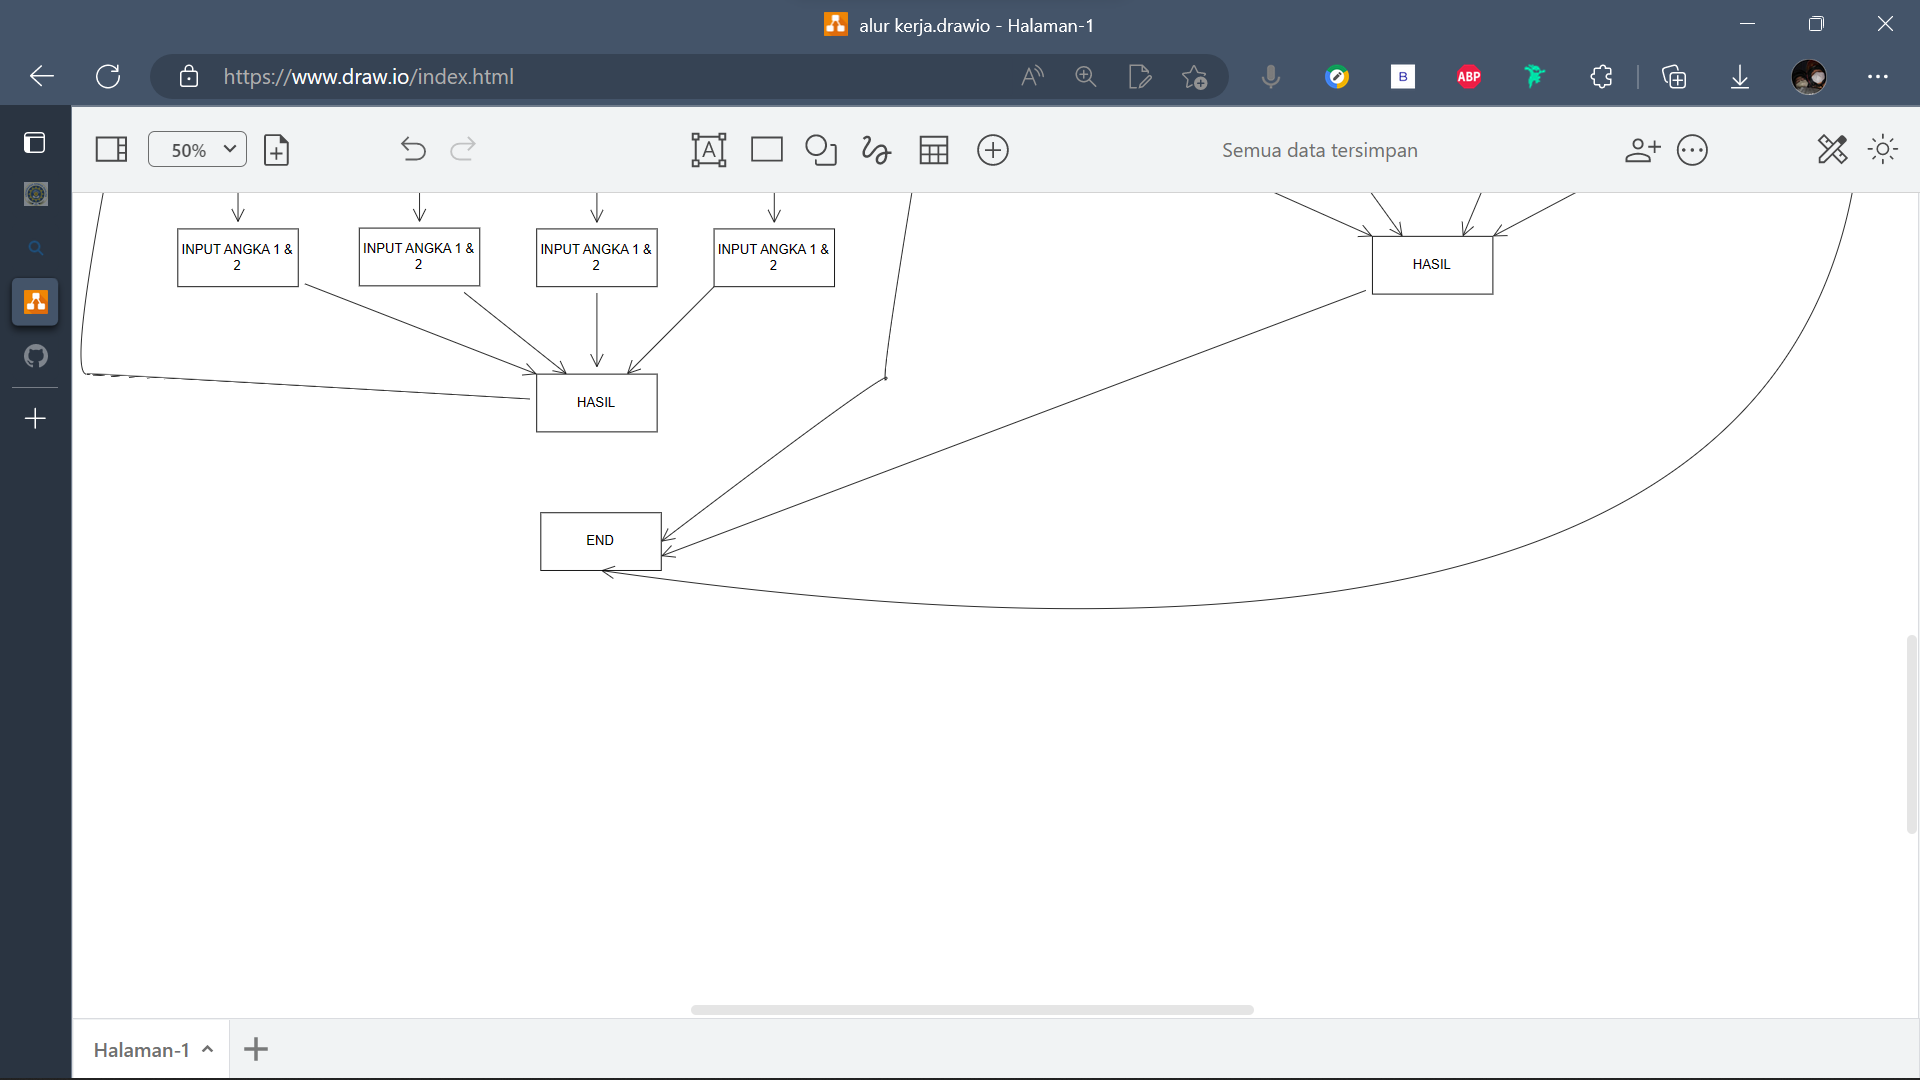 alur kerja.drawio - Halaman-1
https://www.draw.io/index.html
ABP
B
50%
A
Semua data tersimpan
INPUT ANGKA 1 &
2
INPUT ANGKA 1 &
2
INPUT ANGKA 1 &
2
INPUT ANGKA 1 &
2
HASIL
HASIL
END
Halaman-1